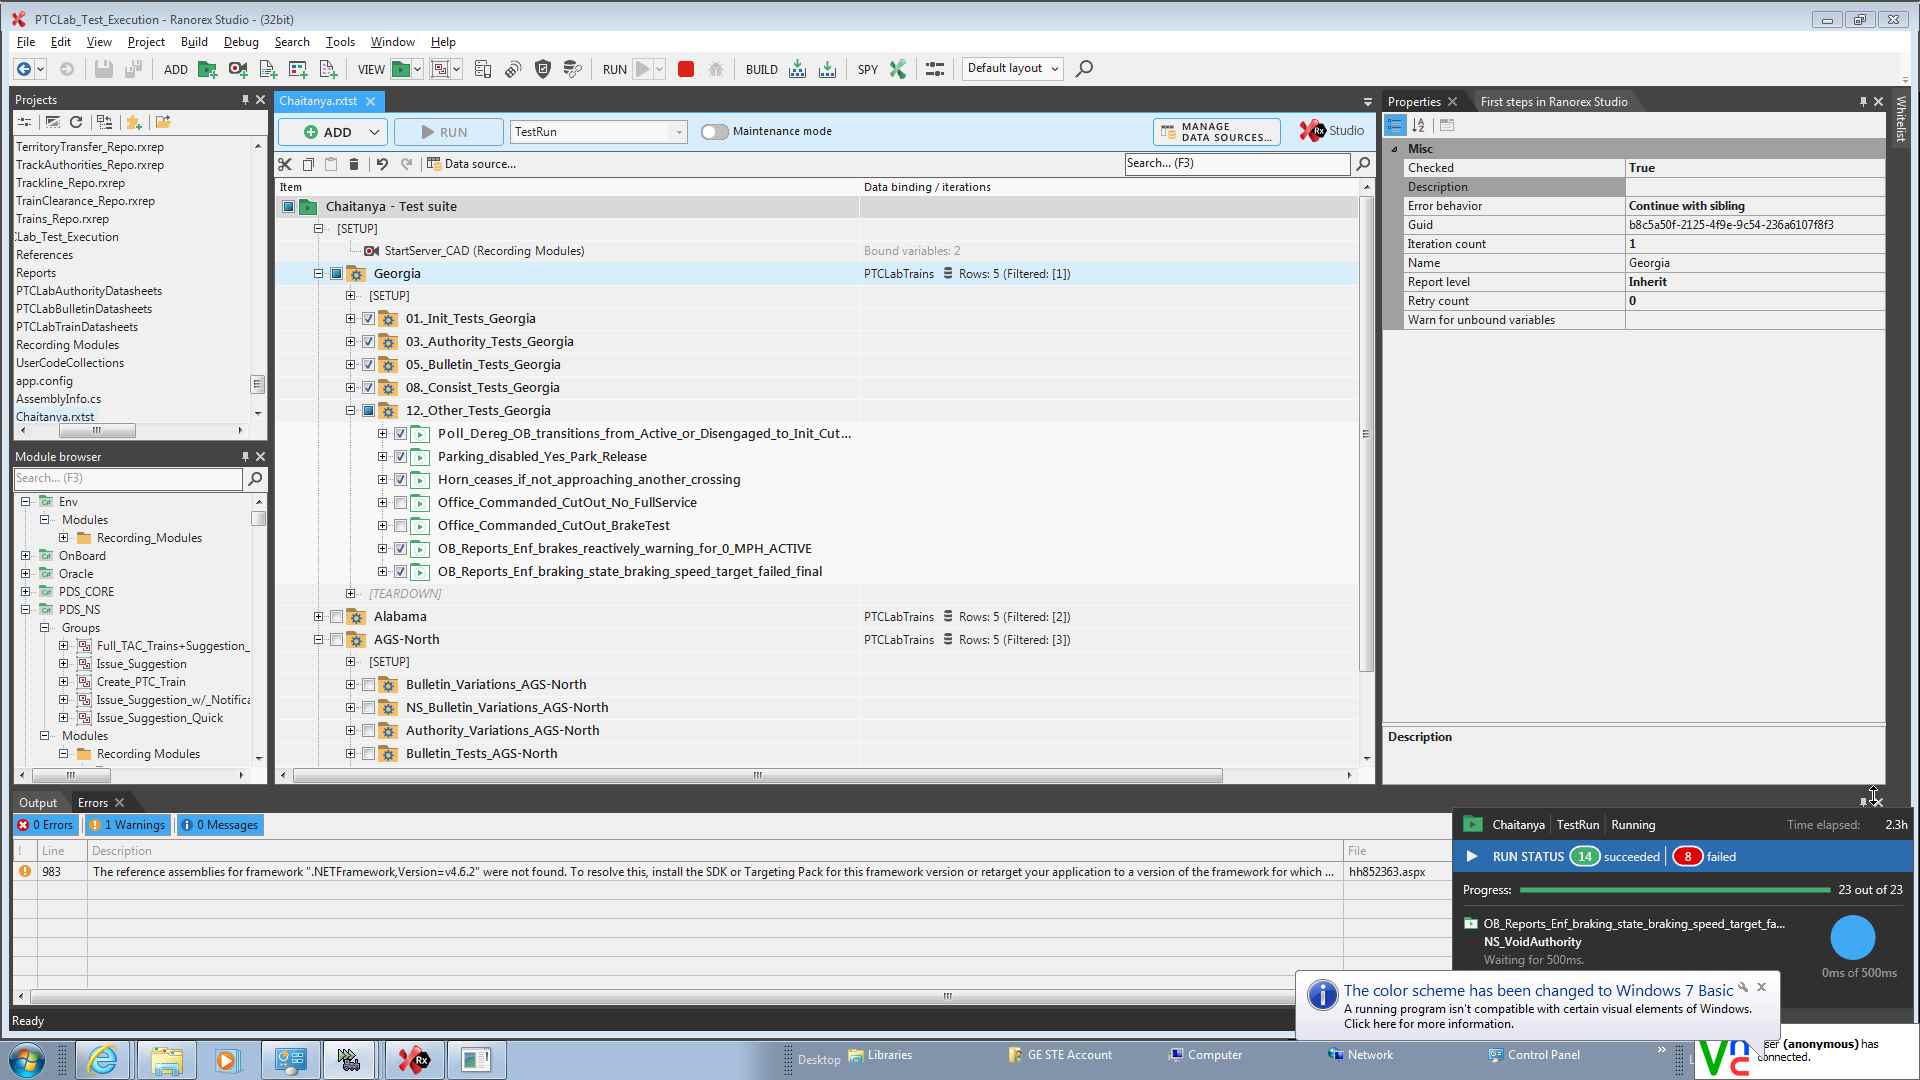 PTCLab_Test_Execution - Ranorex Studio - (32bit)
File Edit View Project Build Debug Search Tools Window Help
ADD VIEW RUN BUILD SPY Default layout
Projects
TerritoryTransfer_Repo.rxrep
TrackAuthorities_Repo.rxrep
Trackline_Repo.rxrep
TrainClearance_Repo.rxrep
Trains_Repo.rxrep
Lab_Test_Execution
References
Reports
PTCLabAuthorityDatasheets
PTCLabBulletinDatasheets
PTCLabTrainDatasheets
Recording Modules
UserCodeCollections
app.config
AssemblyInfo.cs
Chaitanya.rxtst
Module browser
Search... (F3)
Env
Modules
Recording_Modules
OnBoard
Oracle
PDS_CORE
PDS_NS
Groups
Full_TAC_Trains+Suggestion_
Issue_Suggestion
Create_PTC_Train
Issue_Suggestion_w/_Notifica
Issue_Suggestion_Quick
Modules
Recording Modules
Chaitanya.rxtst
ADD RUN TestRun Maintenance mode MANAGE DATA SOURCES... Rx Studio
Data source... Search... (F3)
Item Data binding / iterations
Chaitanya - Test suite
[SETUP]
StartServer_CAD (Recording Modules) Bound variables: 2
Georgia PTCLabTrains Rows: 5 (Filtered: [1])
[SETUP]
01._Init_Tests_Georgia
03._Authority_Tests_Georgia
05._Bulletin_Tests_Georgia
08._Consist_Tests_Georgia
12._Other_Tests_Georgia
Poll_Dereg_OB_transitions_from_Active_or_Disengaged_to_Init_Cut...
Parking_disabled_Yes_Park_Release
Horn_ceases_if_not_approaching_another_crossing
Office_Commanded_CutOut_No_FullService
Office_Commanded_CutOut_BrakeTest
OB_Reports_Enf_brakes_reactively_warning_for_0_MPH_ACTIVE
OB_Reports_Enf_braking_state_braking_speed_target_failed_final
[TEARDOWN]
Alabama PTCLabTrains Rows: 5 (Filtered: [2])
AGS-North PTCLabTrains Rows: 5 (Filtered: [3])
[SETUP]
Bulletin_Variations_AGS-North
NS_Bulletin_Variations_AGS-North
Authority_Variations_AGS-North
Bulletin_Tests_AGS-North
Properties First steps in Ranorex Studio
Whitelist
Misc
Checked True
Description
Error behavior Continue with sibling
Guid b8c5a50f-2125-4f9e-9c54-236a6107f8f3
Iteration count 1
Name Georgia
Report level Inherit
Retry count 0
Warn for unbound variables
Description
Output Errors
0 Errors 1 Warnings 0 Messages
! Line Description File
983 The reference assemblies for framework ".NETFramework,Version=v4.6.2" were not found. To resolve this, install the SDK or Targeting Pack for this framework version or retarget your application to a version of the framework for which ... hh852363.aspx
Chaitanya TestRun Running Time elapsed: 2.3h
RUN STATUS 14 succeeded 8 failed
Progress: 23 out of 23
OB_Reports_Enf_braking_state_braking_speed_target_fa...
NS_VoidAuthority
Waiting for 500ms.
0ms of 500ms
The color scheme has been changed to Windows 7 Basic
A running program isn't compatible with certain visual elements of Windows.
Click here for more information.
Ready
Desktop Libraries GE STE Account Computer Network Control Panel
(anonymous) has
connected.